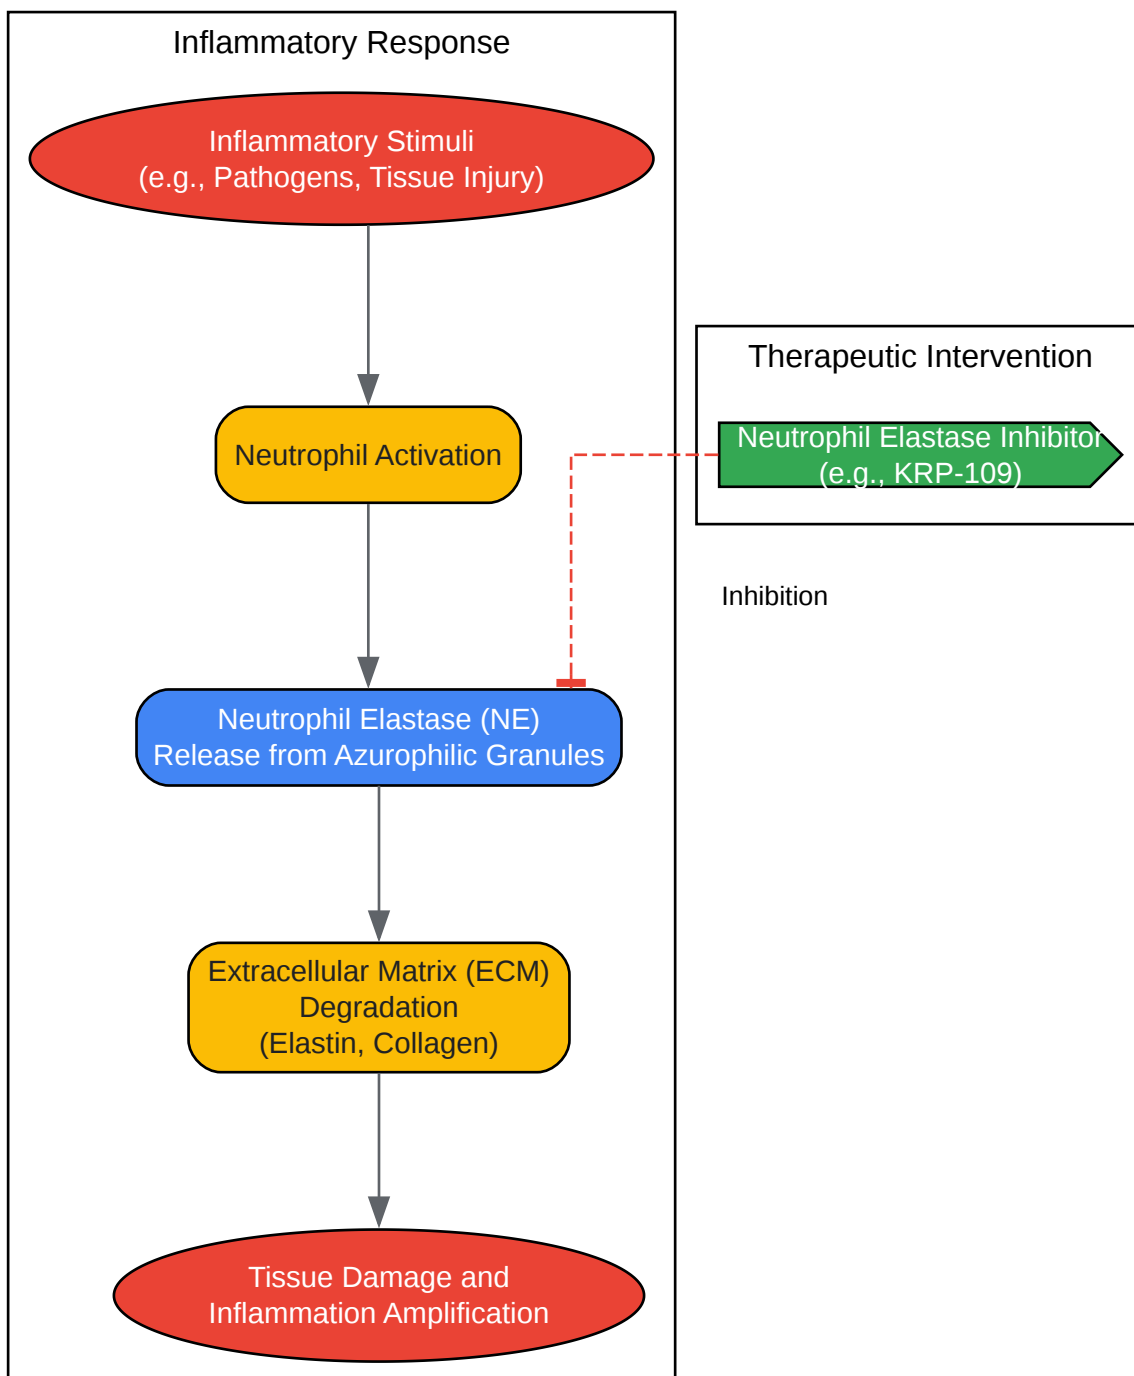 Inflammatory Response
Inflammatory Stimuli
(e.g., Pathogens, Tissue Injury)
Neutrophil Activation
Neutrophil Elastase (NE)
Release from Azurophilic Granules
Extracellular Matrix (ECM)
Degradation
(Elastin, Collagen)
Tissue Damage and
Inflammation Amplification
Therapeutic Intervention
Neutrophil Elastase Inhibitor
(e.g., KRP-109)
Inhibition